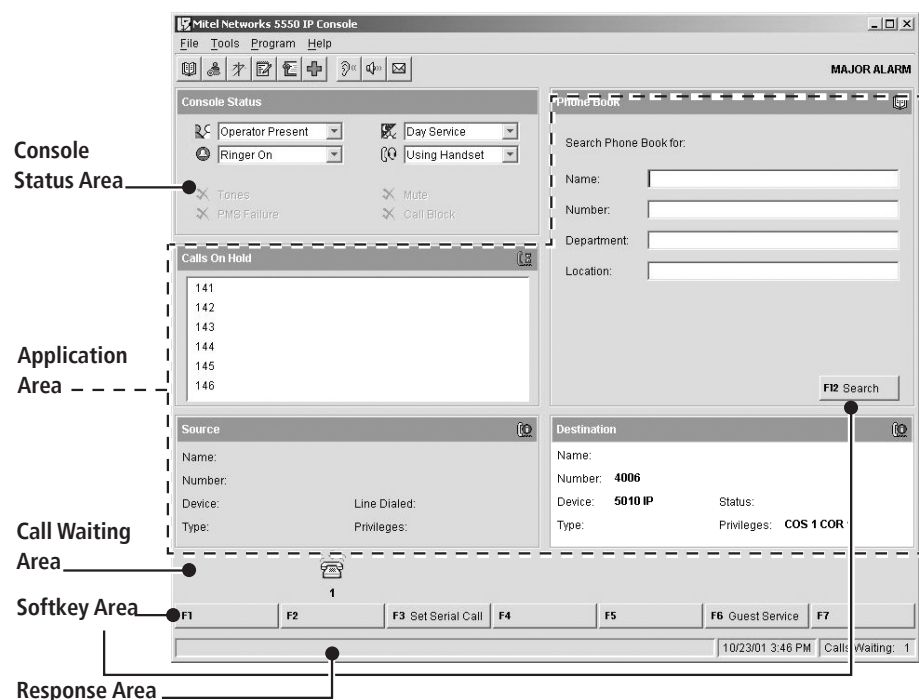 Mitel Networks 5550 IP Console
File Tools Program Help
MAJOR ALARM
Console Status
Operator Present
Day Service
Ringer On
Using Handset
Tones
Mute
PMS Failure
Call Block
Phone Book
Search Phone Book for:
Name:
Number:
Department:
Location:
F12 Search
Calls On Hold
141
142
143
144
145
146
Source
Name:
Number:
Device:
Line Dialed:
Type:
Privileges:
Destination
Name:
Number: 4006
Device: 5010 IP
Status:
Type:
Privileges: COS 1 COR
1
F1
F2
F3 Set Serial Call
F4
F5
F6 Guest Service
F7
10/23/01 3:46 PM
Calls Waiting: 1
Console
Status Area
Application
Area
Call Waiting
Area
Softkey Area
Response Area